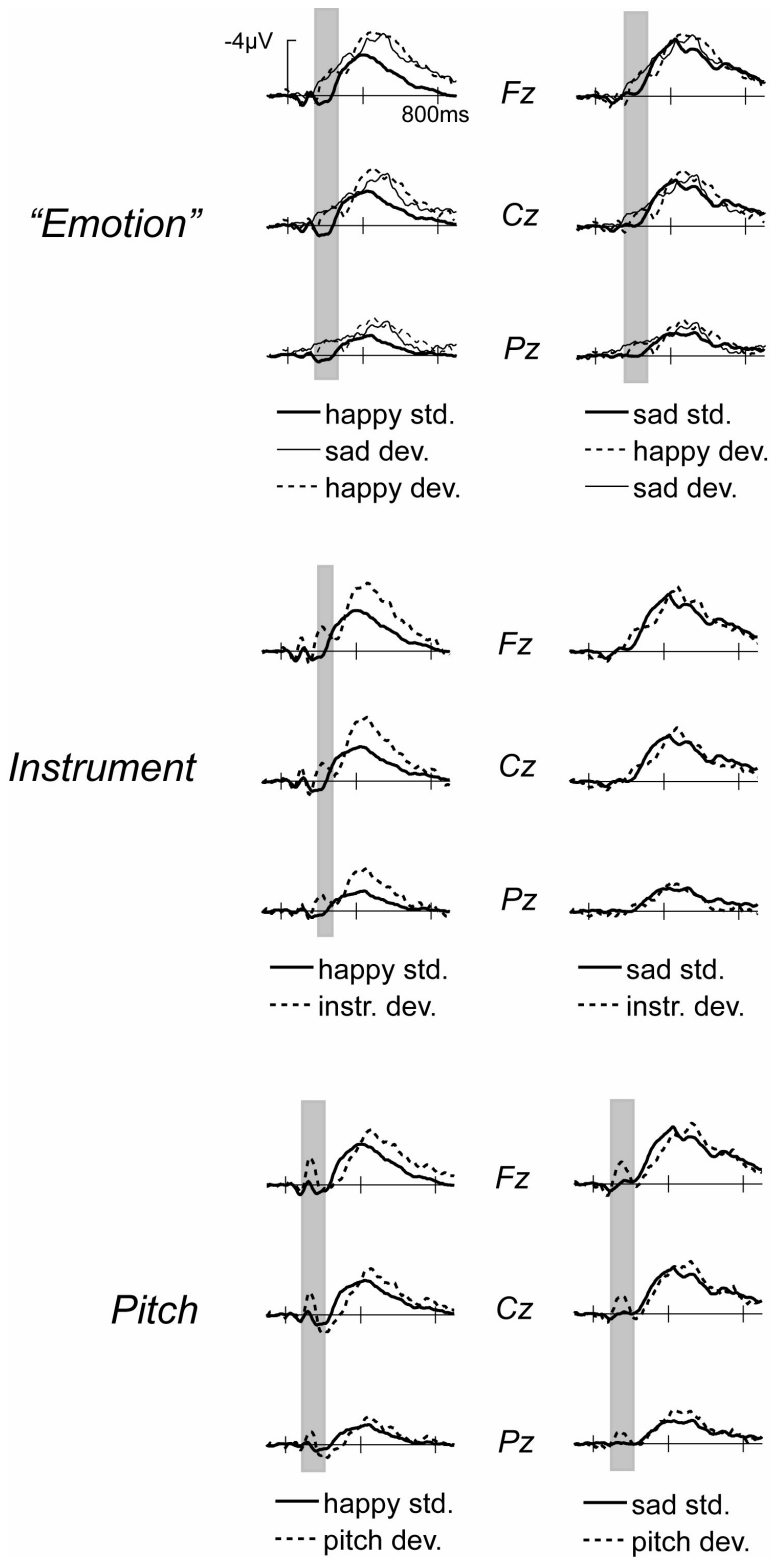 -4μV
Fz
800ms
“Emotion”
Cz
Pz
happy std.
sad std.
sad dev.
happy dev.
happy dev.
sad dev.
Fz
Instrument
Cz
Pz
happy std.
sad std.
instr. dev.
instr. dev.
Fz
Pitch
Cz
Pz
happy std.
sad std.
pitch dev.
pitch dev.